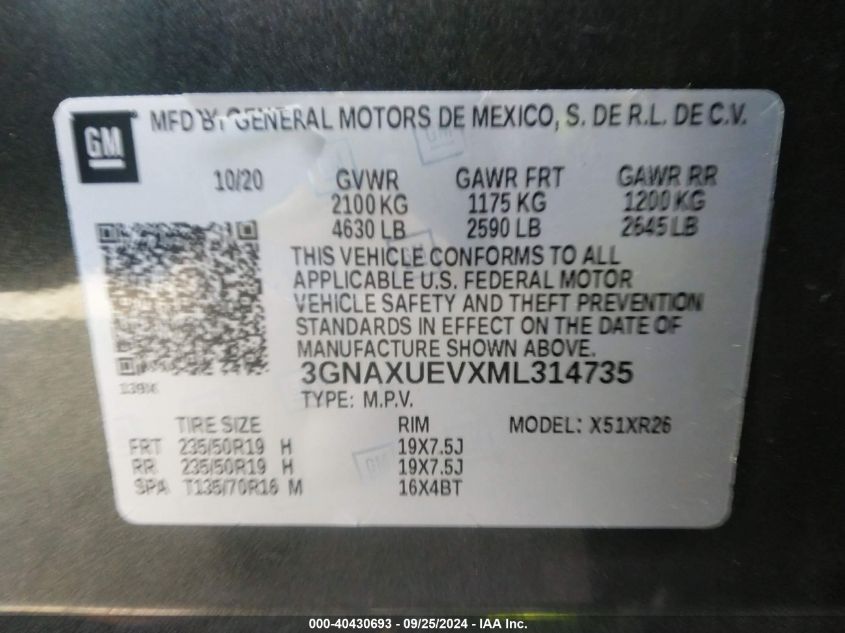 GM
MFD BY GENERAL MOTORS DE MEXICO, S. DE R.L. DE C.V.
10/20 GVWR GAWR FRT GAWR RR
2100 KG 1175 KG 1200 KG
4630 LB 2590 LB 2645 LB
THIS VEHICLE CONFORMS TO ALL
APPLICABLE U.S. FEDERAL MOTOR
VEHICLE SAFETY AND THEFT PREVENTION
STANDARDS IN EFFECT ON THE DATE OF
MANUFACTURE SHOWN ABOVE.
3GNAXUEVXML314735
TYPE: M.P.V.
TIRE SIZE RIM MODEL: X51XR26
FRT 235/50R19 H 19X7.5J
RR 235/50R19 H 19X7.5J
SPA T135/70R16 M 16X4BT
000-40430693 - 09/25/2024 - IAA Inc.